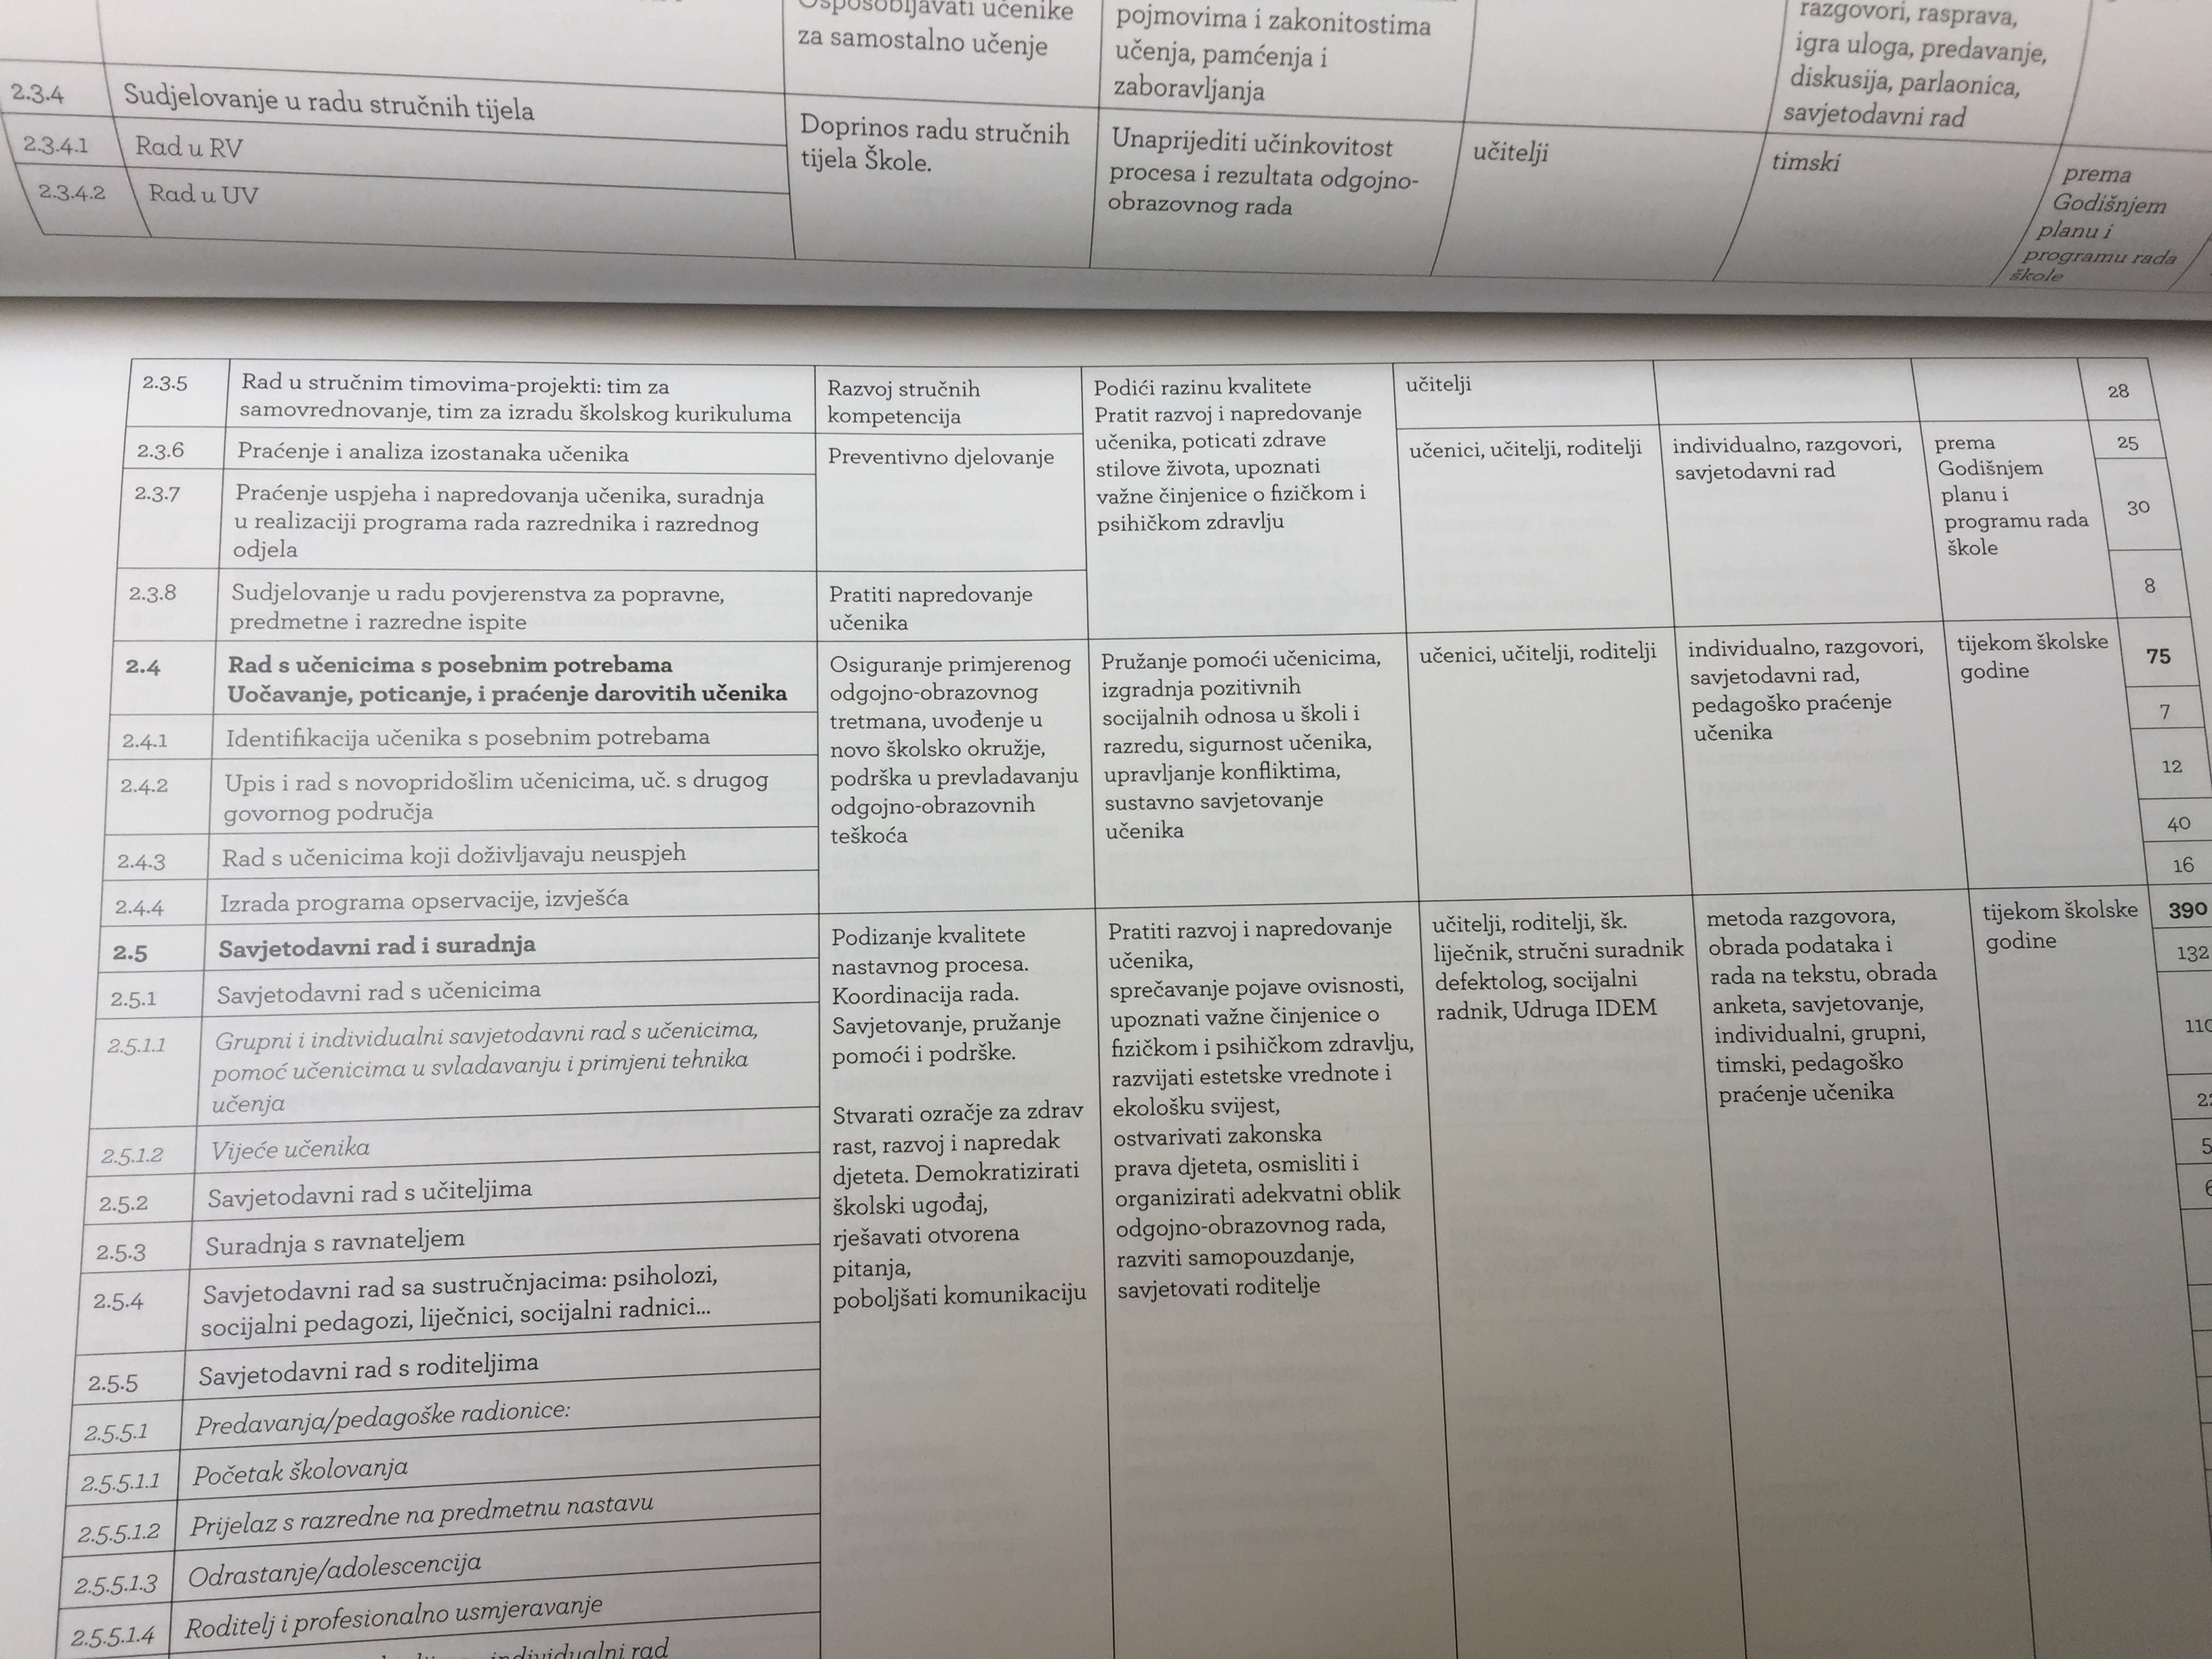 razgovori, rasprava,
igra uloga, predavanje,
diskusija, parlaonica,
savjetodavni rad
pojmovima i zakonitostima
učenja, pamćenja i
zaboravljanja
Osposobljavati učenike
za samostalno učenje
2.3.4 Sudjelovanje u radu stručnih tijela
2.3.4.1 Rad u RV
2.3.4.2 Rad u UV
Doprinos radu stručnih
tijela Škole.
Unaprijediti učinkovitost
procesa i rezultata odgojno-
obrazovnog rada
učitelji
timski
prema
Godišnjem
planu i
programu rada
škole
2.3.5 Rad u stručnim timovima-projekti: tim za
samovrednovanje, tim za izradu školskog kurikuluma
Razvoj stručnih
kompetencija
Podići razinu kvalitete
Pratit razvoj i napredovanje
učenika, poticati zdrave
stilove života, upoznati
važne činjenice o fizičkom i
psihičkom zdravlju
učitelji
28
2.3.6 Praćenje i analiza izostanaka učenika
Preventivno djelovanje
učenici, učitelji, roditelji
individualno, razgovori,
savjetodavni rad
prema
Godišnjem
planu i
programu rada
škole
25
2.3.7 Praćenje uspjeha i napredovanja učenika, suradnja
u realizaciji programa rada razrednika i razrednog
odjela
30
2.3.8 Sudjelovanje u radu povjerenstva za popravne,
predmetne i razredne ispite
Pratiti napredovanje
učenika
8
2.4 Rad s učenicima s posebnim potrebama
Uočavanje, poticanje, i praćenje darovitih učenika
Osiguranje primjerenog
odgojno-obrazovnog
tretmana, uvođenje u
novo školsko okružje,
podrška u prevladavanju
odgojno-obrazovnih
teškoća
Pružanje pomoći učenicima,
izgradnja pozitivnih
socijalnih odnosa u školi i
razredu, sigurnost učenika,
upravljanje konfliktima,
sustavno savjetovanje
učenika
učenici, učitelji, roditelji
individualno, razgovori,
savjetodavni rad,
pedagoško praćenje
učenika
tijekom školske
godine
75
2.4.1 Identifikacija učenika s posebnim potrebama
7
2.4.2 Upis i rad s novopridošlim učenicima, uč. s drugog
govornog područja
12
2.4.3 Rad s učenicima koji doživljavaju neuspjeh
40
2.4.4 Izrada programa opservacije, izvješća
16
2.5 Savjetodavni rad i suradnja
Podizanje kvalitete
nastavnog procesa.
Koordinacija rada.
Savjetovanje, pružanje
pomoći i podrške.
Stvarati ozračje za zdrav
rast, razvoj i napredak
djeteta. Demokratizirati
školski ugođaj,
rješavati otvorena
pitanja,
poboljšati komunikaciju
Pratiti razvoj i napredovanje
učenika,
sprečavanje pojave ovisnosti,
upoznati važne činjenice o
fizičkom i psihičkom zdravlju,
razvijati estetske vrednote i
ekološku svijest,
ostvarivati zakonska
prava djeteta, osmisliti i
organizirati adekvatni oblik
odgojno-obrazovnog rada,
razviti samopouzdanje,
savjetovati roditelje
učitelji, roditelji, šk.
liječnik, stručni suradnik
defektolog, socijalni
radnik, Udruga IDEM
metoda razgovora,
obrada podataka i
rada na tekstu, obrada
anketa, savjetovanje,
individualni, grupni,
timski, pedagoško
praćenje učenika
tijekom školske
godine
390
2.5.1 Savjetodavni rad s učenicima
132
2.5.1.1 Grupni i individualni savjetodavni rad s učenicima,
pomoć učenicima u svladavanju i primjeni tehnika
učenja
110
2.5.1.2 Vijeće učenika
2.5.2 Savjetodavni rad s učiteljima
2.5.3 Suradnja s ravnateljem
2.5.4 Savjetodavni rad sa sustručnjacima: psiholozi,
socijalni pedagozi, liječnici, socijalni radnici...
2.5.5 Savjetodavni rad s roditeljima
2.5.5.1 Predavanja/pedagoške radionice:
2.5.5.1.1 Početak školovanja
2.5.5.1.2 Prijelaz s razredne na predmetnu nastavu
2.5.5.1.3 Odrastanje/adolescencija
2.5.5.1.4 Roditelj i profesionalno usmjeravanje
individualni rad